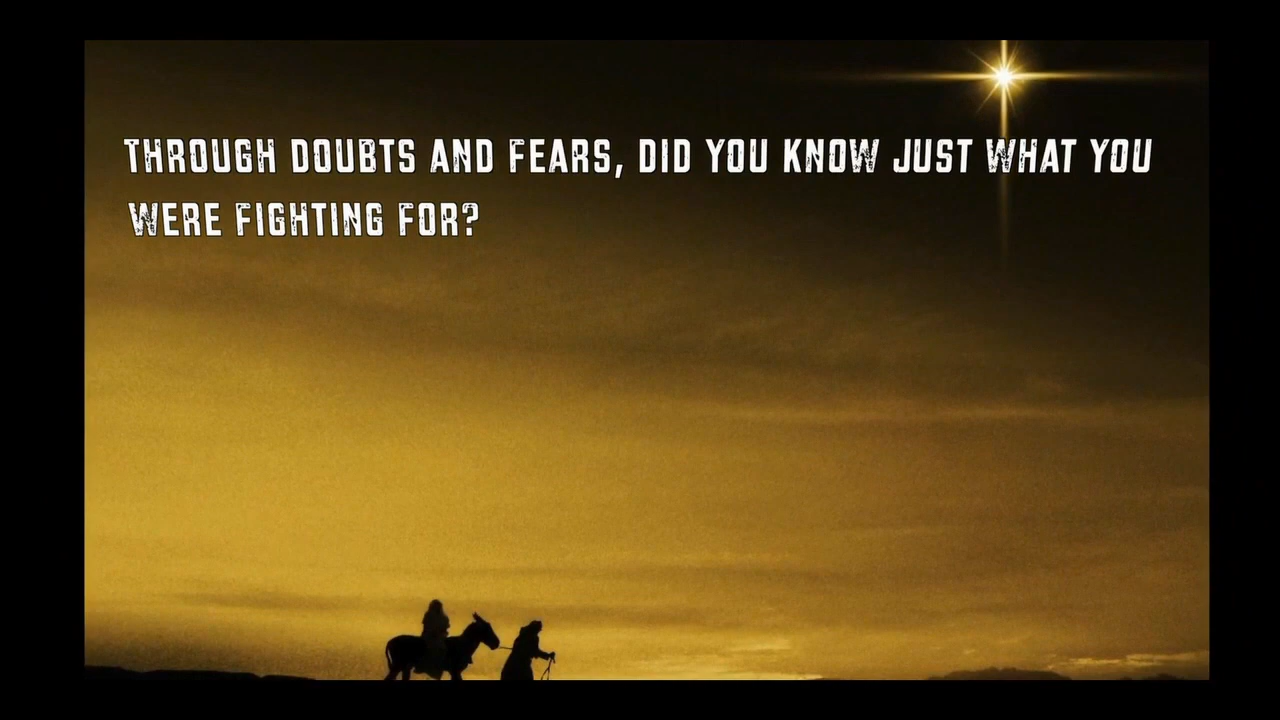 THROUGH DOUBTS AND FEARS, DID YOU KNOW JUST WHAT YOU
WERE FIGHTING FOR?